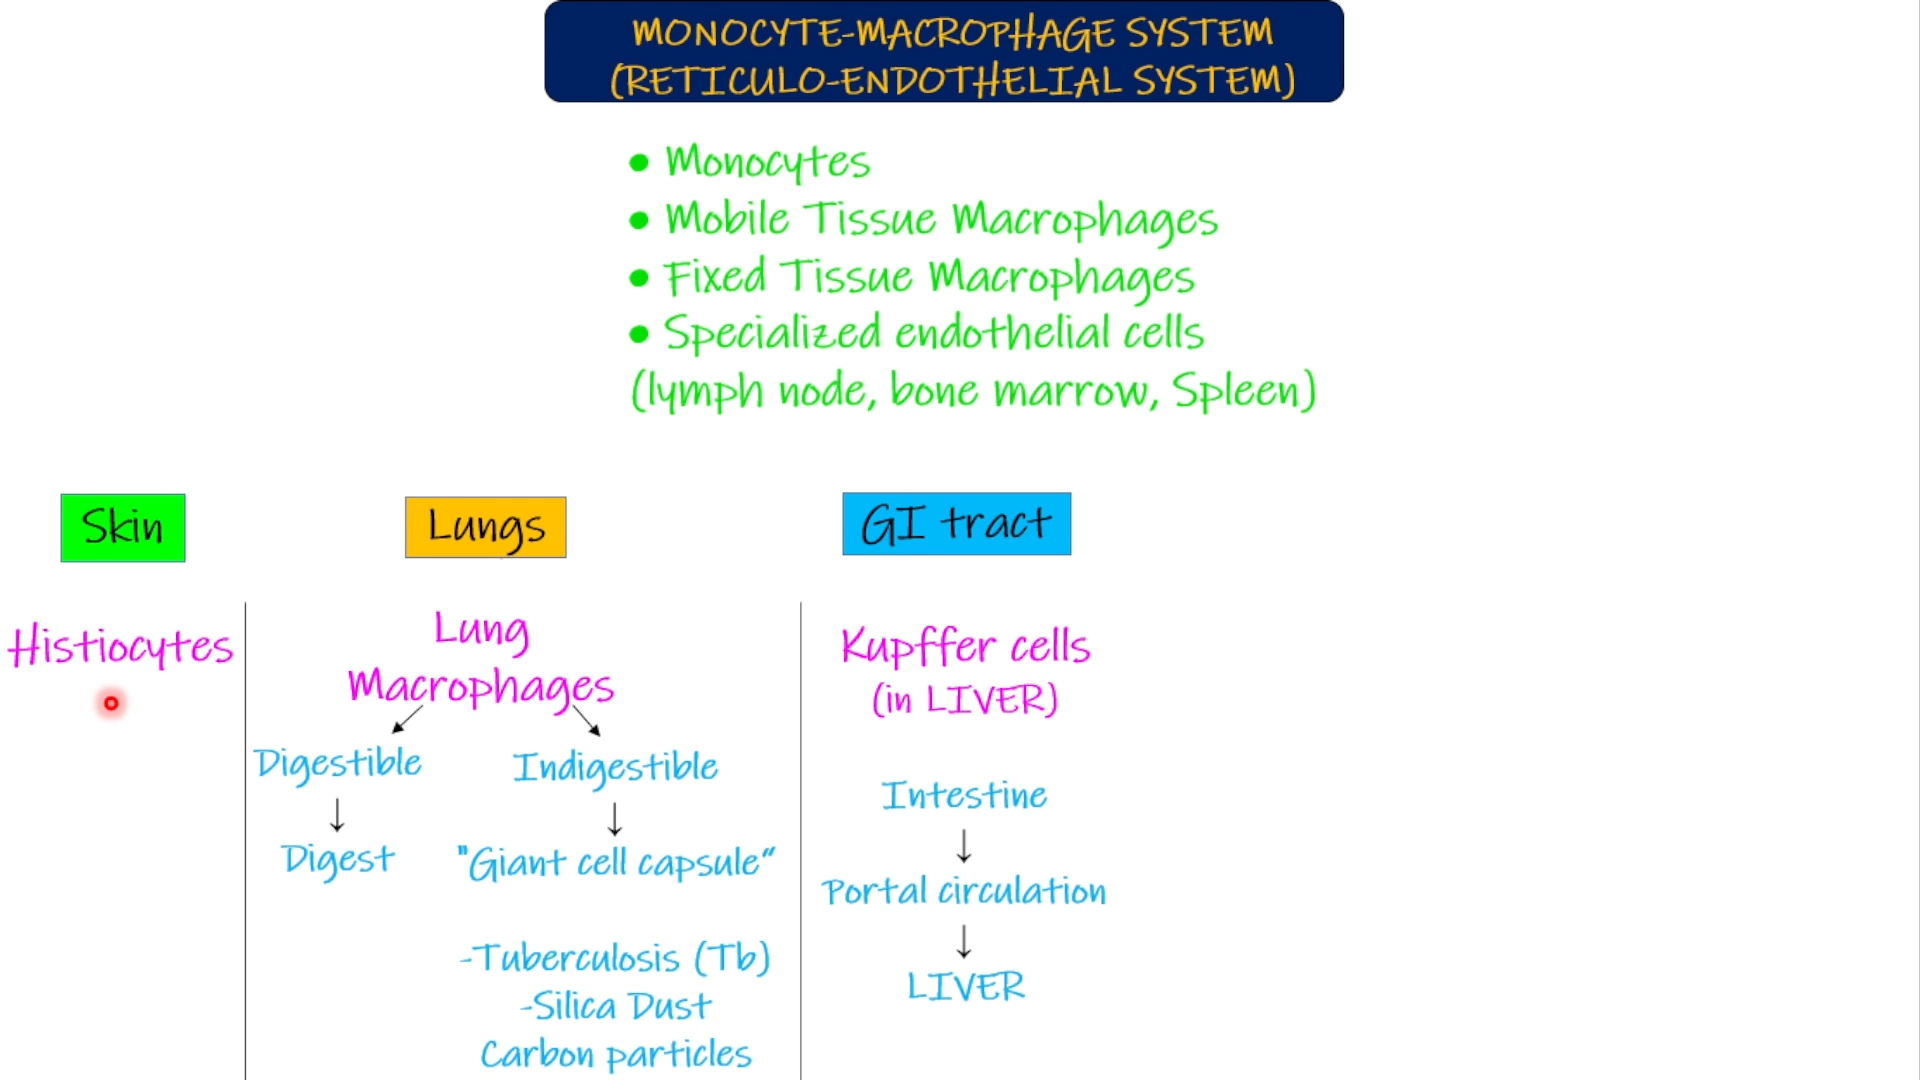 MONOCYTE-MACROPHAGE SYSTEM
(RETICULO-ENDOTHELIAL SYSTEM)
• Monocytes
• Mobile Tissue Macrophages
• Fixed Tissue Macrophages
• Specialized endothelial cells
(lymph node, bone marrow, Spleen)
Skin
Histiocytes
Lungs
Lung
Macrophages
Digestible
↓
Digest
Indigestible
↓
"Giant cell capsule”
-Tuberculosis (Tb)
-Silica Dust
Carbon particles
GI tract
Kupffer cells
(in LIVER)
Intestine
↓
Portal circulation
↓
LIVER